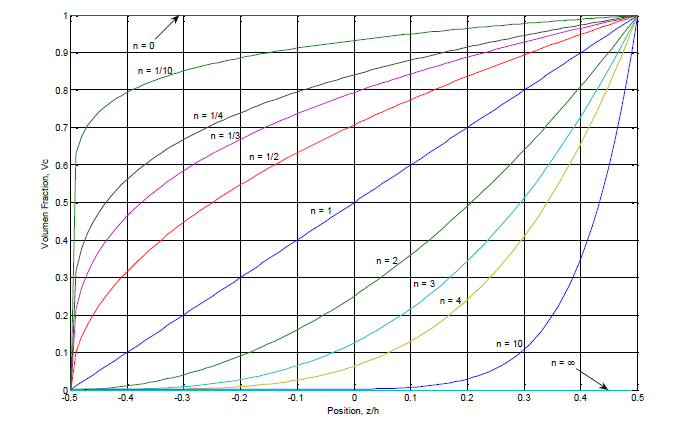 1
0.9
0.8
0.7
0.6
0.5
0.4
0.3
0.2
0.1
0
Volumen Fraction, Vc
n = 0
n = 1/10
n = 1/4
n = 1/3
n = 1/2
n = 1
n = 2
n = 3
n = 4
n = 10
n = ∞
-0.5 -0.4 -0.3 -0.2 -0.1 0 0.1 0.2 0.3 0.4 0.5
Position, z/h